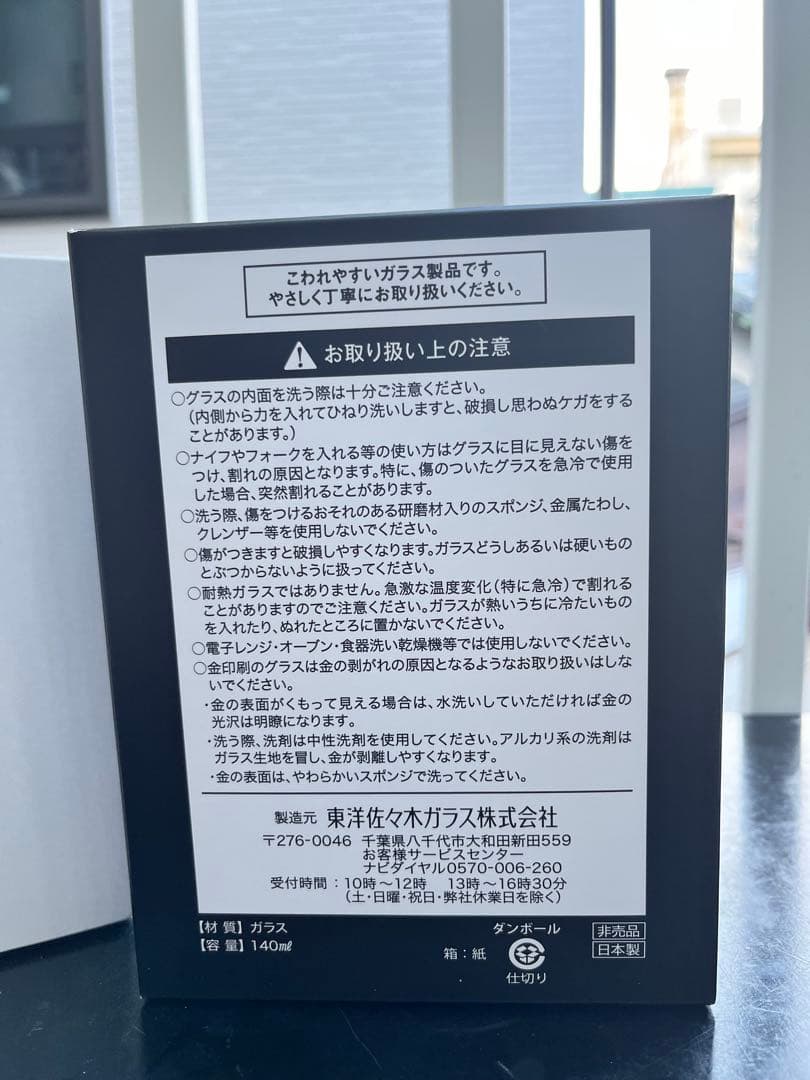 こわれやすいガラス製品です。
やさしく丁寧にお取り扱いください。
お取り扱い上の注意
○グラスの内面を洗う際は十分ご注意ください。
(内側から力を入れてひねり洗いしますと、破損し思わぬケガをする
ことがあります。)
○ナイフやフォークを入れる等の使い方はグラスに目に見えない傷を
つけ、割れの原因となります。特に、傷のついたグラスを急冷で使用
した場合、突然割れることがあります。
○洗う際、傷をつけるおそれのある研磨材入りのスポンジ、金属たわし、
クレンザー等を使用しないでください。
○傷がつきますと破損しやすくなります。ガラスどうしあるいは硬いもの
とぶつからないように扱ってください。
○耐熱ガラスではありません。急激な温度変化(特に急冷)で割れる
ことがありますのでご注意ください。ガラスが熱いうちに冷たいもの
を入れたり、ぬれたところに置かないでください。
○電子レンジ・オーブン・食器洗い乾燥機等では使用しないでください。
○金印刷のグラスは金の剥がれの原因となるようなお取り扱いはしな
いでください。
・金の表面がくもって見える場合は、水洗いしていただければ金の
光沢は明瞭になります。
・洗う際、洗剤は中性洗剤を使用してください。アルカリ系の洗剤は
ガラス生地を冒し、金が剥離しやすくなります。
・金の表面は、やわらかいスポンジで洗ってください。
製造元 東洋佐々木ガラス株式会社
〒276-0046 千葉県八千代市大和田新田559
お客様サービスセンター
ナビダイヤル0570-006-260
受付時間:10時~12時 13時~16時30分
(土・日曜・祝日・弊社休業日を除く)
【材 質】ガラス
【容 量】140㎖
ダンボール
箱:紙
仕切り
非売品
日本製